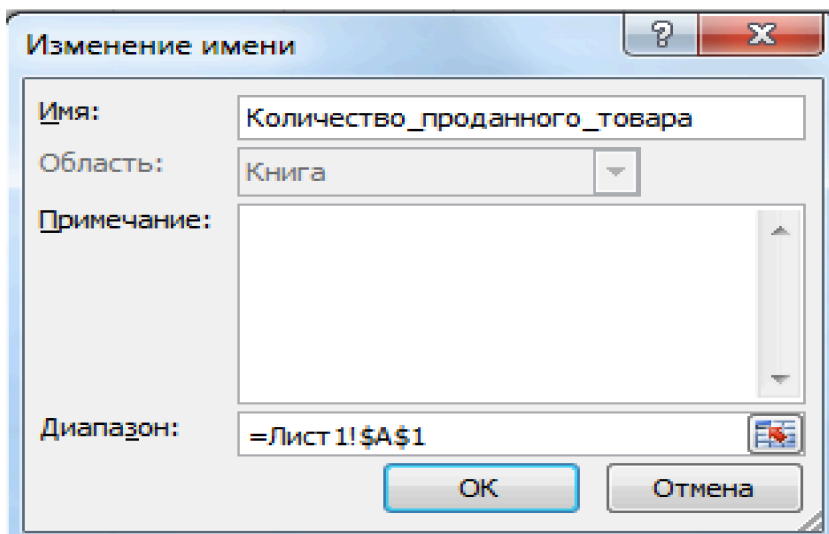 Изменение имени
Имя:
Количество_проданного_товара
Область:
Книга
Примечание:
Диапазон:
=Лист1!$A$1
ОК
Отмена